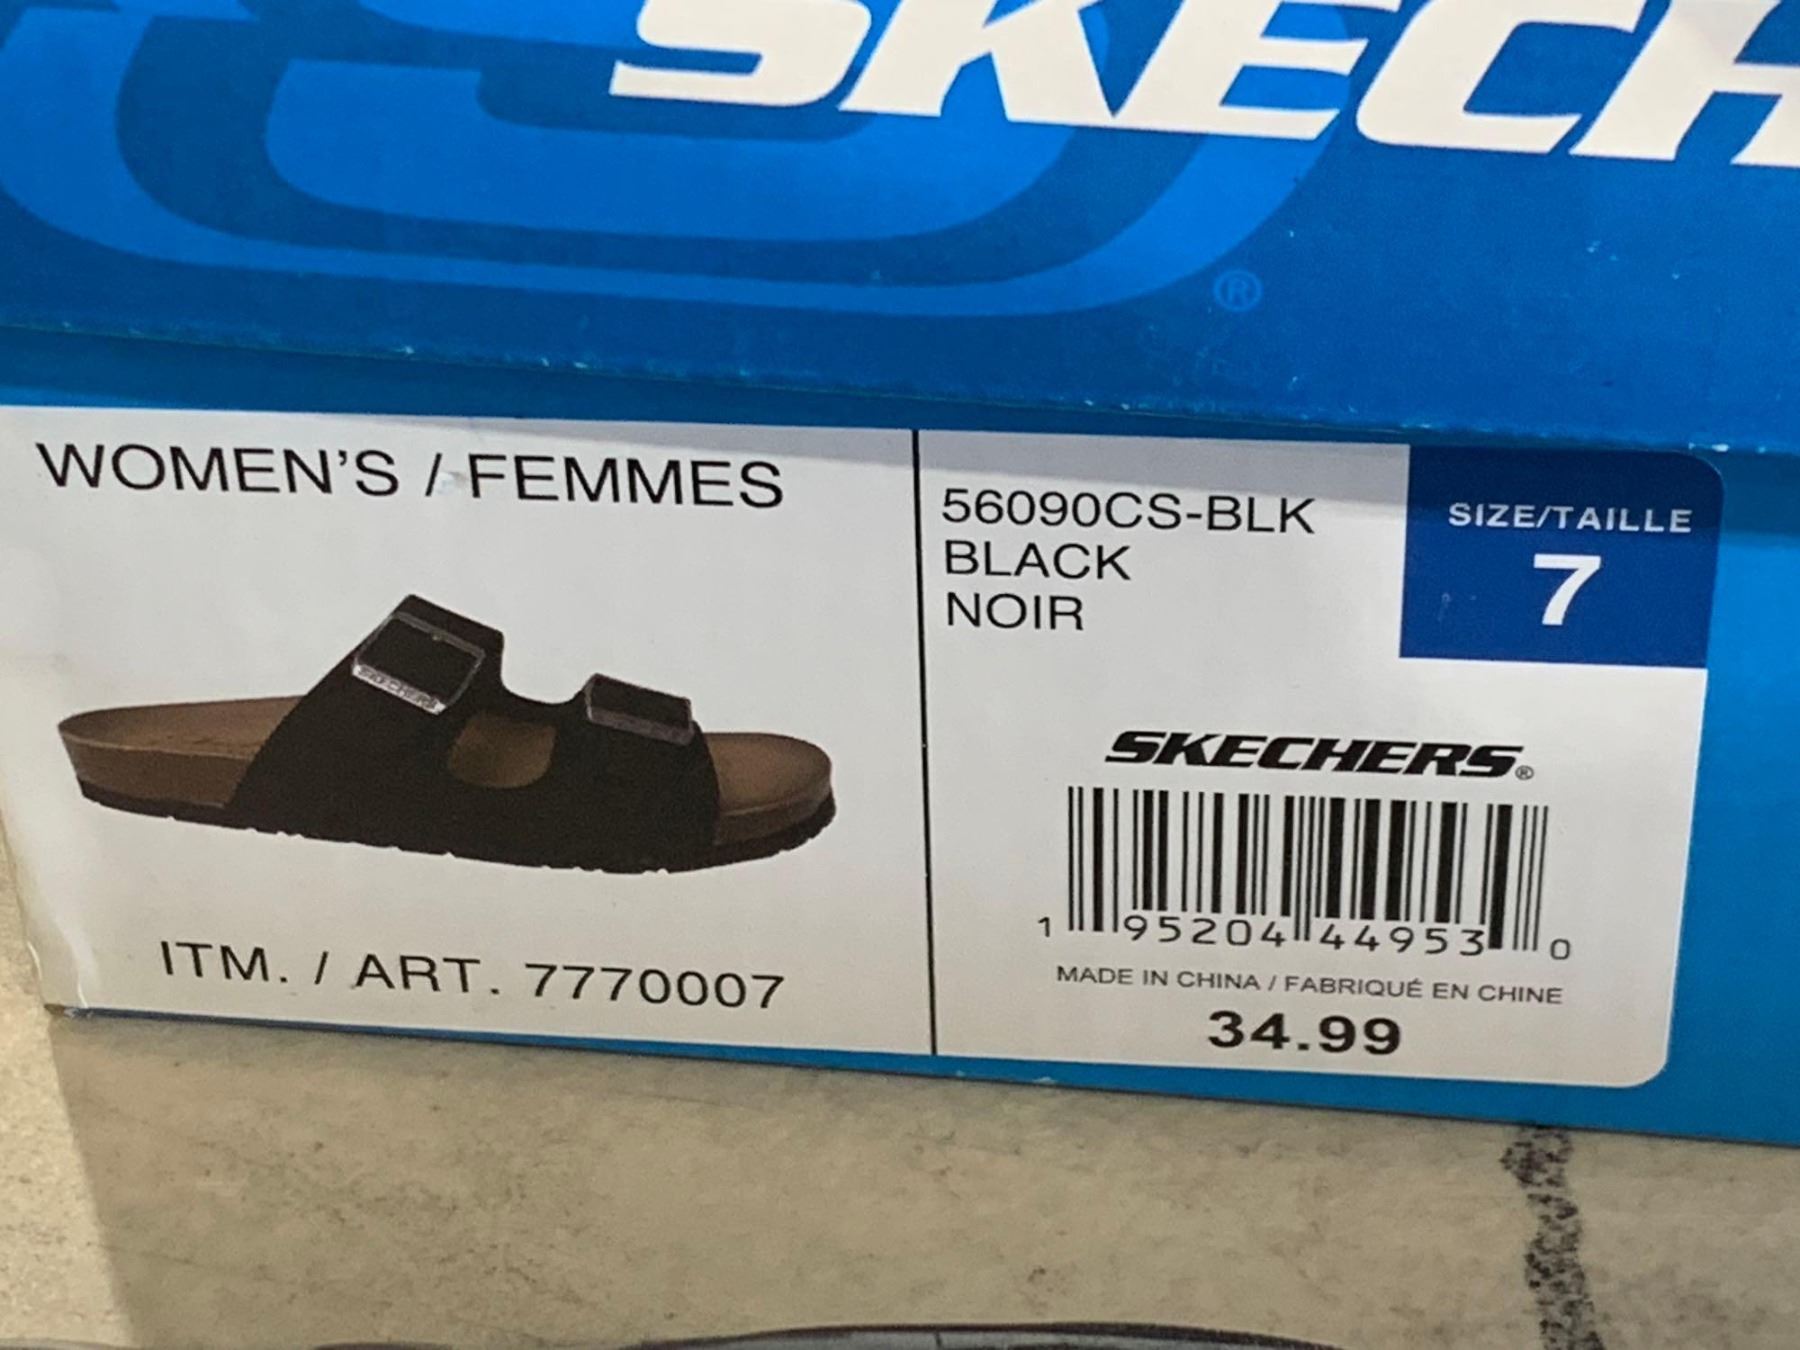 SKECH
®
WOMEN'S / FEMMES
SKECHERS
ITM. / ART. 7770007
56090CS-BLK
BLACK
NOIR
SIZE/TAILLE
7
SKECHERS®
1 95204 44953 0
MADE IN CHINA / FABRIQUÉ EN CHINE
34.99